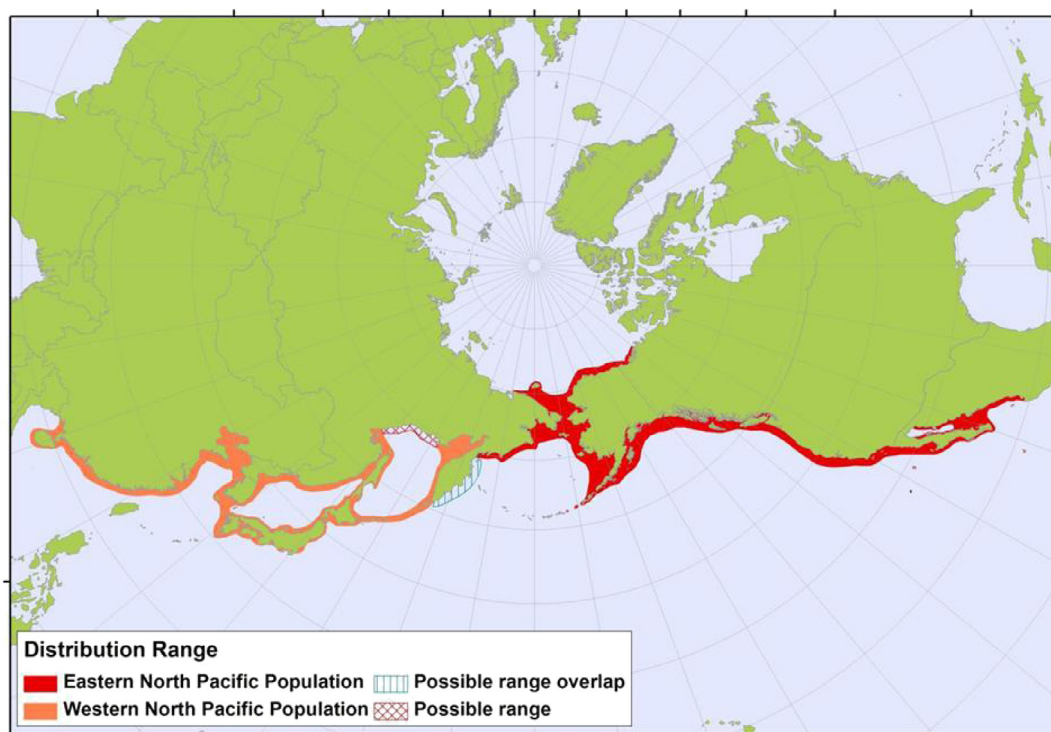 Distribution Range
Eastern North Pacific Population
Possible range overlap
Western North Pacific Population
Possible range